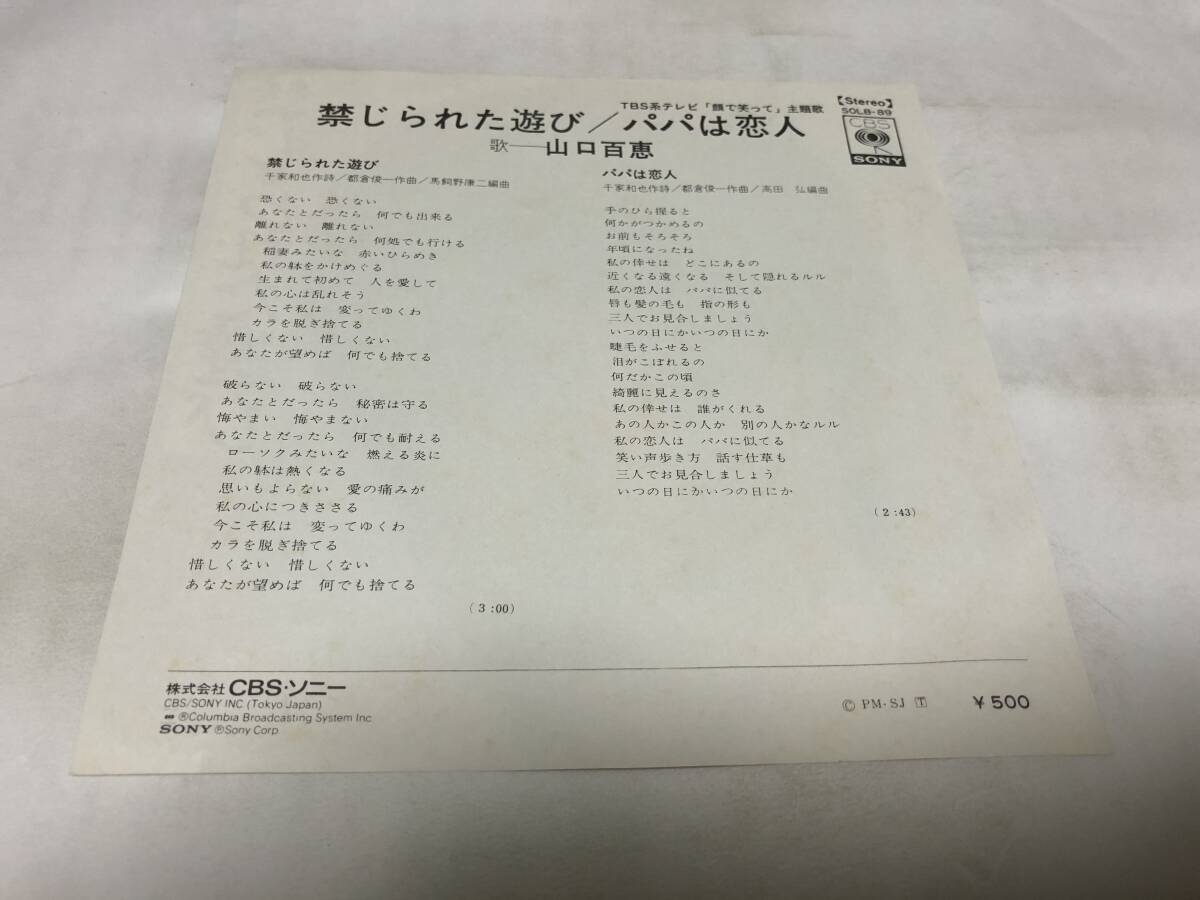 TBS系テレビ「顔で笑って」主題歌
【Stereo】
SOLB-89
禁じられた遊び／パパは恋人
CBS
SONY
歌──山口百恵
禁じられた遊び
千家和也作詩／都倉俊一作曲／馬飼野康二編曲
恐くない　恐くない
あなたとだったら　何でも出来る
離れない　離れない
あなたとだったら　何処でも行ける
稲妻みたいな　赤いひらめき
私の躰をかけめぐる
生まれて初めて　人を愛して
私の心は乱れそう
今こそ私は　変ってゆくわ
カラを脱ぎ捨てる
惜しくない　惜しくない
あなたが望めば　何でも捨てる
破らない　破らない
あなたとだったら　秘密は守る
悔やまい　悔やまない
あなたとだったら　何でも耐える
ローソクみたいな　燃える炎に
私の躰は熱くなる
思いもよらない　愛の痛みが
私の心につきささる
今こそ私は　変ってゆくわ
カラを脱ぎ捨てる
惜しくない　惜しくない
あなたが望めば　何でも捨てる
（3：00）
パパは恋人
千家和也作詩／都倉俊一作曲／高田　弘編曲
手のひら握ると
何かがつかめるの
お前もそろそろ
年頃になったね
私の倖せは　どこにあるの
近くなる遠くなる　そして隠れるルル
私の恋人は　パパに似てる
唇も髪の毛も　指の形も
三人でお見合しましょう
いつの日にかいつの日にか
睫毛をふせると
泪がこぼれるの
何だかこの頃
綺麗に見えるのさ
私の倖せは　誰がくれる
あの人かこの人か　別の人かなルル
私の恋人は　パパに似てる
笑い声歩き方　話す仕草も
三人でお見合しましょう
いつの日にかいつの日にか
（2：43）
株式会社 CBS・ソニー
CBS/SONY INC (Tokyo Japan)
®Columbia Broadcasting System Inc
SONY ®Sony Corp
Ⓒ PM・SJ Ⓣ
￥500